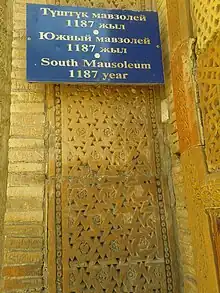 Түштүк мавзолей
1187 жыл
Южный мавзолей
1187 жыл
South Mausoleum
1187 year